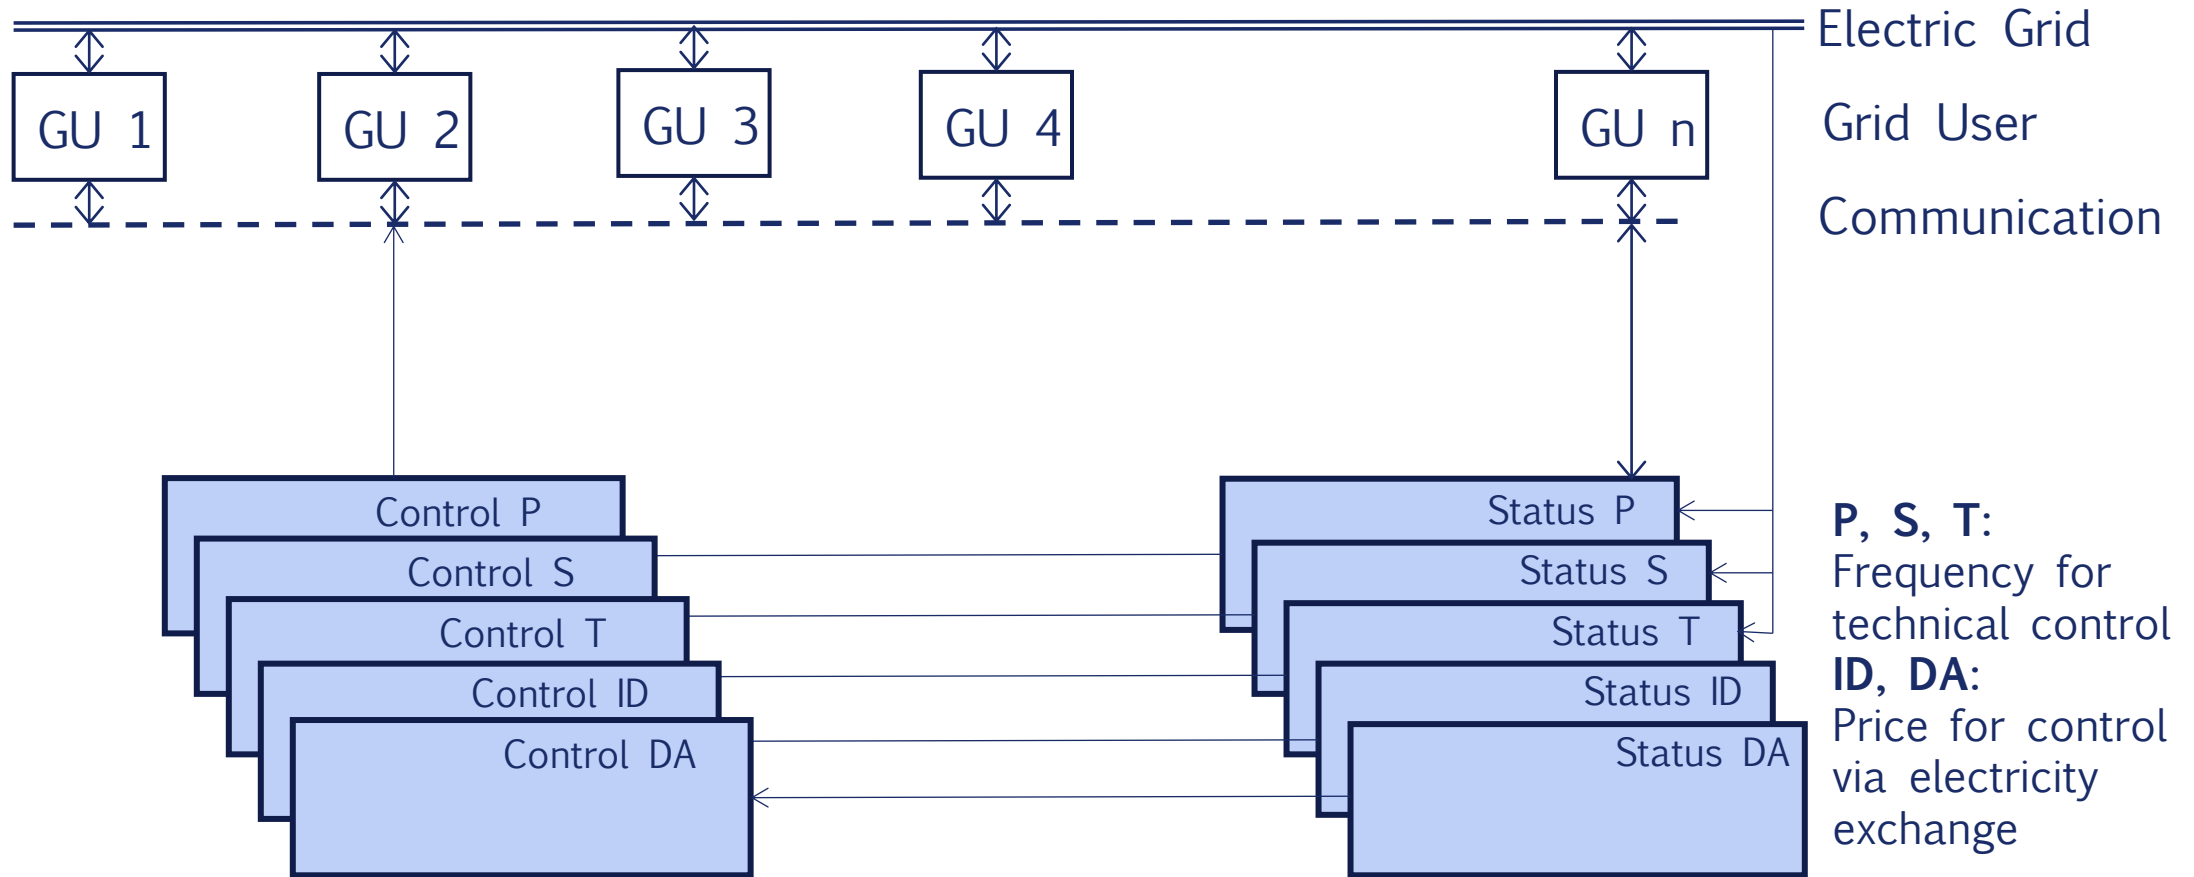 Electric Grid
GU 1
GU 2
GU 3
GU 4
GU n
Grid User
Communication
Control P
Control S
Control T
Control ID
Control DA
Status P
Status S
Status T
Status ID
Status DA
P, S, T:
Frequency for
technical control
ID, DA:
Price for control
via electricity
exchange